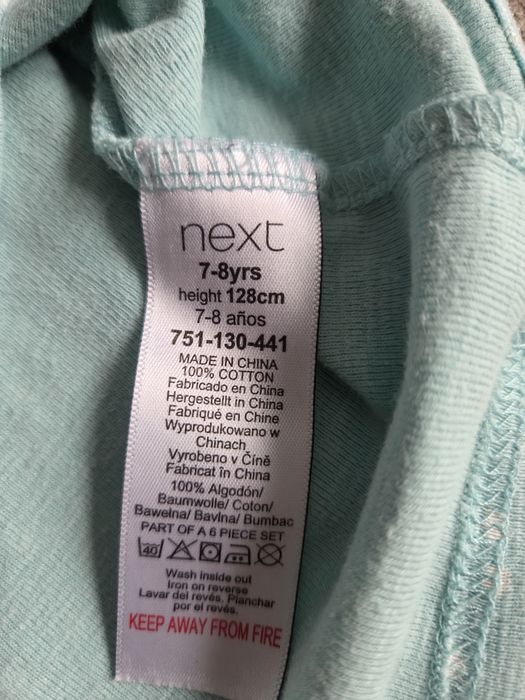 next
7-8yrs
height 128cm
7-8 años
751-130-441
MADE IN CHINA
100% COTTON
Fabricado en China
Hergestellt in China
Fabriqué en Chine
Wyprodukowano w
Chinach
Vyrobeno v Číně
Fabricat în China
100% Algodón/
Baumwolle/ Coton/
Bawełna/ Bavlna/ Bumbac
PART OF A 6 PIECE SET
40
Wash inside out
Iron on reverse
Lavar del revés. Planchar
por el revés.
KEEP AWAY FROM FIRE